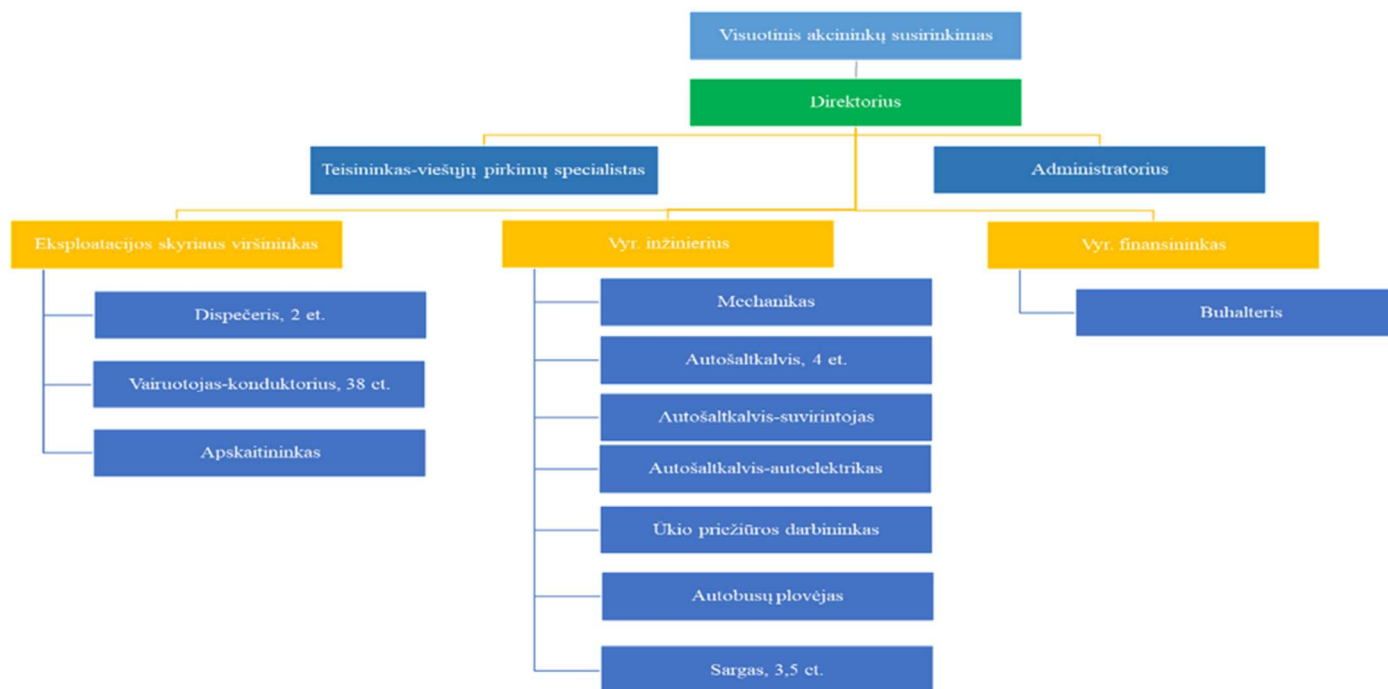 Visuotinis akcininkų susirinkimas
Direktorius
Teisininkas-viešųjų pirkimų specialistas
Administratorius
Eksploatacijos skyriaus viršininkas
Vyr. inžinierius
Vyr. finansininkas
Dispečeris, 2 et.
Vairuotojas-konduktorius, 38 et.
Apskaitininkas
Mechanikas
Autošaltkalvis, 4 et.
Autošaltkalvis-suvirintojas
Autošaltkalvis-autoelektrikas
Ūkio priežiūros darbininkas
Autobusų plovėjas
Sargas, 3,5 et.
Buhalteris